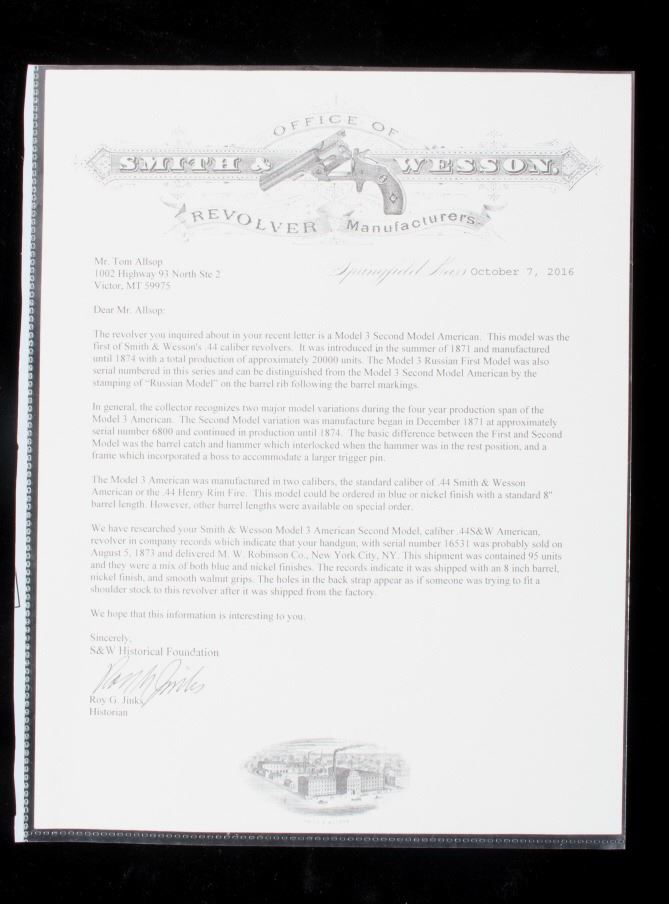 OFFICE OF
SMITH & WESSON.
REVOLVER Manufacturers
Mr. Tom Allsop
1002 Highway 93 North Ste 2
Victor, MT 59975
Springfield Mass October 7, 2016
Dear Mr. Allsop:
The revolver you inquired about in your recent letter is a Model 3 Second Model American. This model was the
first of Smith & Wesson's .44 caliber revolvers. It was introduced in the summer of 1871 and manufactured
until 1874 with a total production of approximately 20000 units. The Model 3 Russian First Model was also
serial numbered in this series and can be distinguished from the Model 3 Second Model American by the
stamping of "Russian Model" on the barrel rib following the barrel markings.
In general, the collector recognizes two major model variations during the four year production span of the
Model 3 American. The Second Model variation was manufacture began in December 1871 at approximately
serial number 6800 and continued in production until 1874. The basic difference between the First and Second
Model was the barrel catch and hammer which interlocked when the hammer was in the rest position, and a
frame which incorporated a boss to accommodate a larger trigger pin.
The Model 3 American was manufactured in two calibers, the standard caliber of .44 Smith & Wesson
American or the .44 Henry Rim Fire. This model could be ordered in blue or nickel finish with a standard 8"
barrel length. However, other barrel lengths were available on special order.
We have researched your Smith & Wesson Model 3 American Second Model, caliber .44S&W American,
revolver in company records which indicate that your handgun, with serial number 16531 was probably sold on
August 5, 1873 and delivered M. W. Robinson Co., New York City, NY. This shipment was contained 95 units
and they were a mix of both blue and nickel finishes. The records indicate it was shipped with an 8 inch barrel,
nickel finish, and smooth walnut grips. The holes in the back strap appear as if someone was trying to fit a
shoulder stock to this revolver after it was shipped from the factory.
We hope that this information is interesting to you.
Sincerely,
S&W Historical Foundation
Roy G. Jinks
Roy G. Jinks
Historian